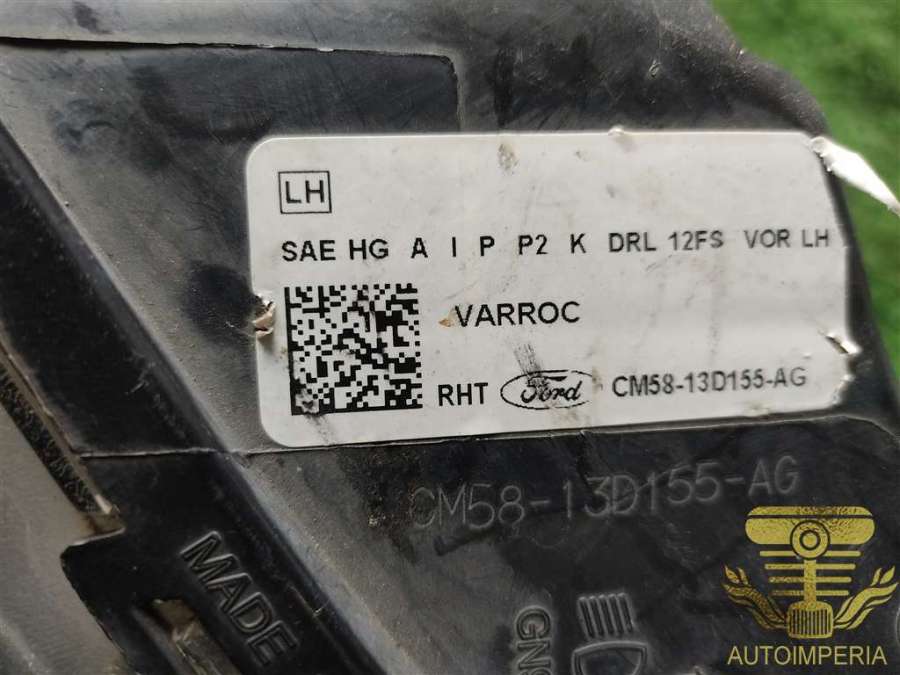 LH
SAE HG A I P P2 K DRL 12FS VOR LH
VARROC
RHT Ford CM58-13D155-AG
CM58-13D155-AG
MADE
AUTOIMPERIA